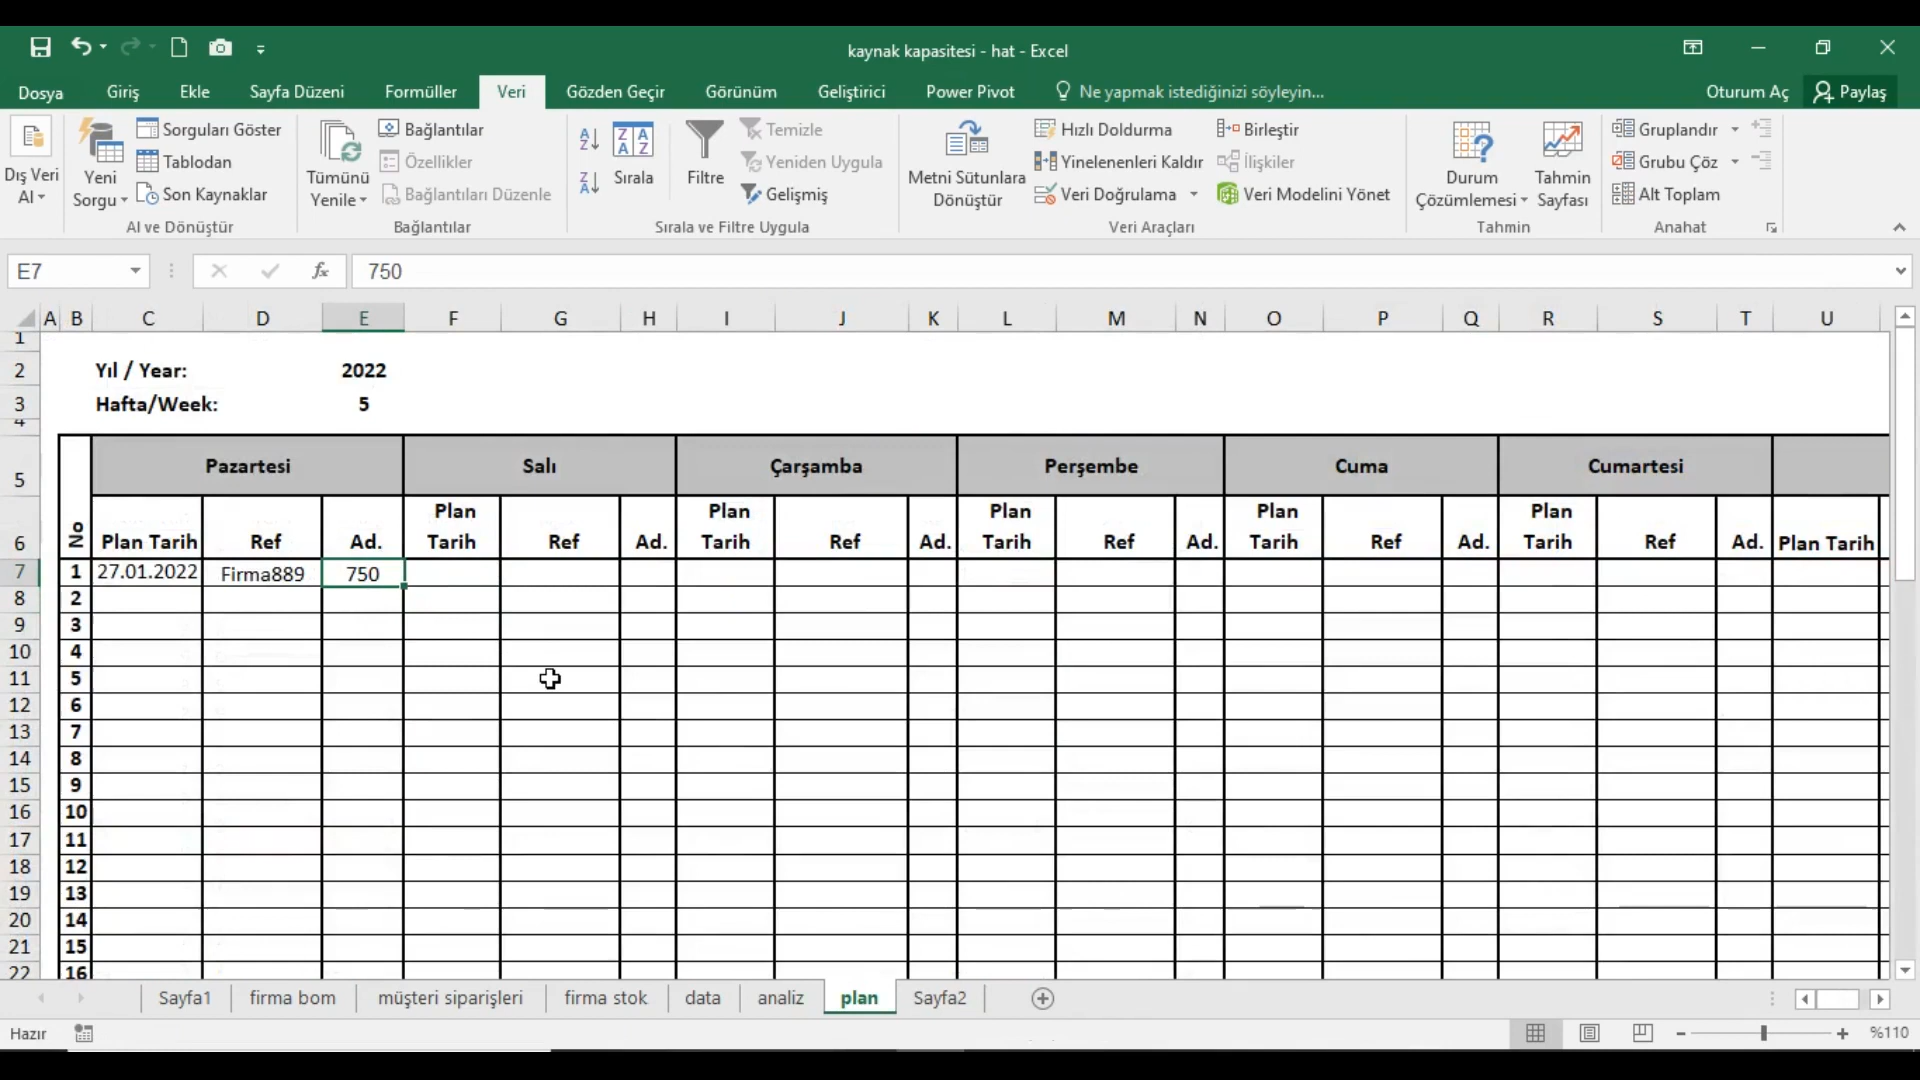 kaynak kapasitesi - hat - Excel
Dosya Giriş Ekle Sayfa Düzeni Formüller Veri Gözden Geçir Görünüm Geliştirici Power Pivot Ne yapmak istediğinizi söyleyin... Oturum Aç Paylaş
Dış Veri Al
Yeni Sorgu
Sorguları Göster
Tablodan
Son Kaynaklar
Al ve Dönüştür
Tümünü Yenile
Bağlantılar
Özellikler
Bağlantıları Düzenle
Bağlantılar
Sırala
Filtre
Temizle
Yeniden Uygula
Gelişmiş
Sırala ve Filtre Uygula
Metni Sütunlara Dönüştür
Hızlı Doldurma
Yinelenenleri Kaldır
Veri Doğrulama
Birleştir
İlişkiler
Veri Modelini Yönet
Veri Araçları
Durum Çözümlemesi
Tahmin Sayfası
Tahmin
Gruplandır
Grubu Çöz
Alt Toplam
Anahat
E7 fx 750
A B C D E F G H I J K L M N O P Q R S T U
1
2 Yıl / Year: 2022
3 Hafta/Week: 5
4
5 Pazartesi Salı Çarşamba Perşembe Cuma Cumartesi
6 No Plan Tarih Ref Ad. Plan Tarih Ref Ad. Plan Tarih Ref Ad. Plan Tarih Ref Ad. Plan Tarih Ref Ad. Plan Tarih Ref Ad. Plan Tarih
7 1 27.01.2022 Firma889 750
8 2
9 3
10 4
11 5
12 6
13 7
14 8
15 9
16 10
17 11
18 12
19 13
20 14
21 15
22 16
Sayfa1 firma bom müşteri siparişleri firma stok data analiz plan Sayfa2
Hazır %110